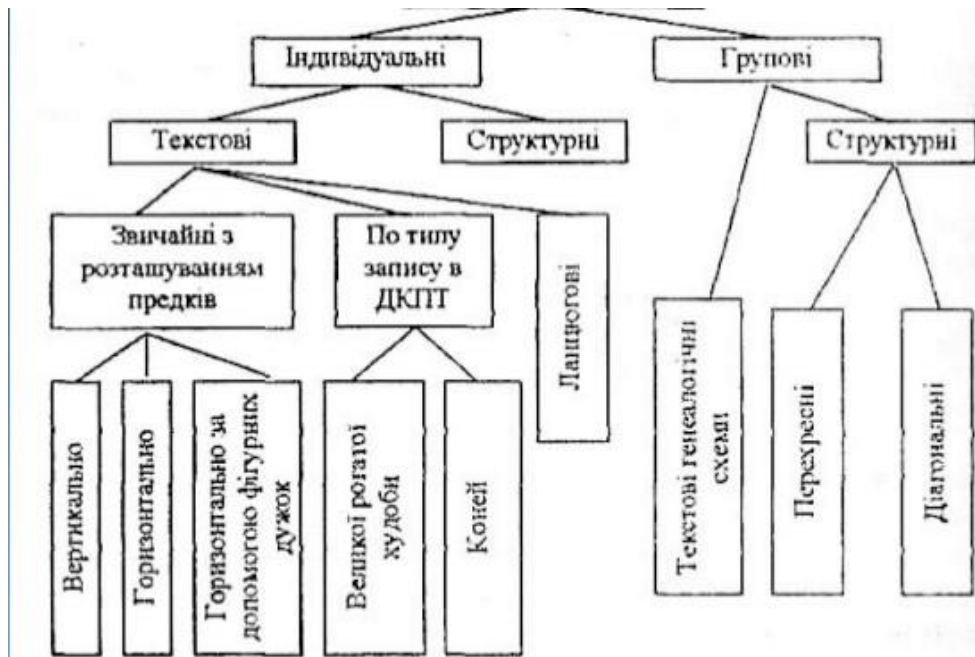 Індивідуальні
Групові
Текстові
Структурні
Структурні
Звичайні з
розташуванням
предків
По типу
запису в
ДКПТ
Ланцюгові
Вертикально
Горизонтально
Горизонтально за
допомогою фігурних
дужок
Великої рогатої
худоби
Коней
Текстові генеалогічні
схеми
Перехресні
Діагональні